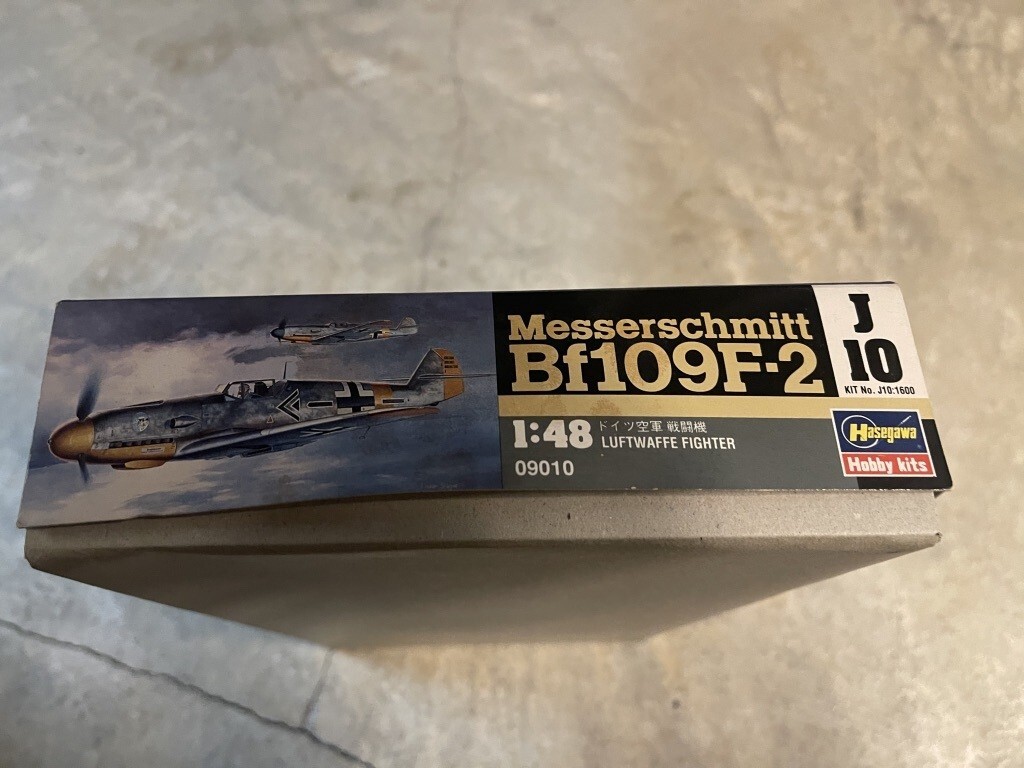 Messerschmitt
Bf109F-2
1:48
ドイツ空軍 戦闘機
LUFTWAFFE FIGHTER
09010
J
10
KIT No. J10:1600
Hasegawa
Hobby kits